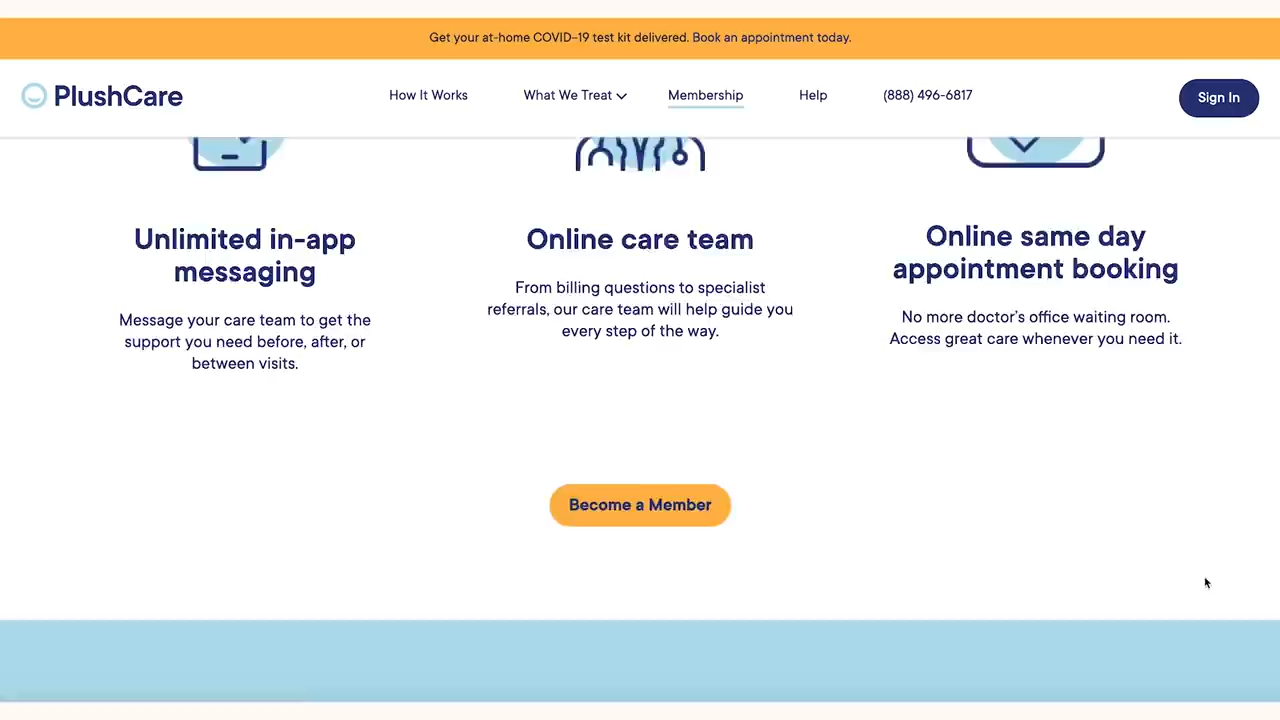 Get your at-home COVID-19 test kit delivered. Book an appointment today.
PlushCare
How It Works
What We Treat
Membership
Help
(888) 496-6817
Sign In
Unlimited in-app
messaging
Message your care team to get the
support you need before, after, or
between visits.
Online care team
From billing questions to specialist
referrals, our care team will help guide you
every step of the way.
Online same day
appointment booking
No more doctor's office waiting room.
Access great care whenever you need it.
Become a Member